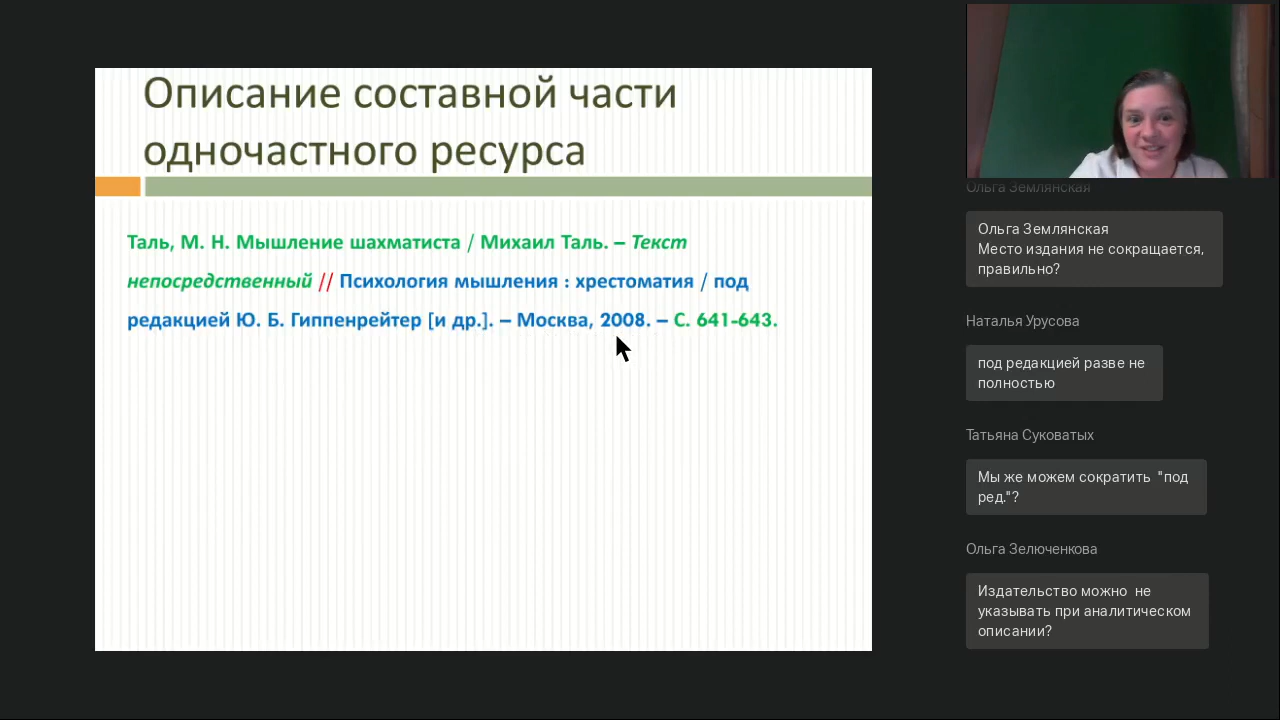 Описание составной части
одночастного ресурса
Таль, М. Н. Мышление шахматиста / Михаил Таль. – Текст
непосредственный // Психология мышления : хрестоматия / под
редакцией Ю. Б. Гиппенрейтер [и др.]. – Москва, 2008. – С. 641-643.
Ольга Землянская
Ольга Землянская
Место издания не сокращается,
правильно?
Наталья Урусова
под редакцией разве не
полностью
Татьяна Суковатых
Мы же можем сократить "под
ред."?
Ольга Зелюченкова
Издательство можно не
указывать при аналитическом
описании?